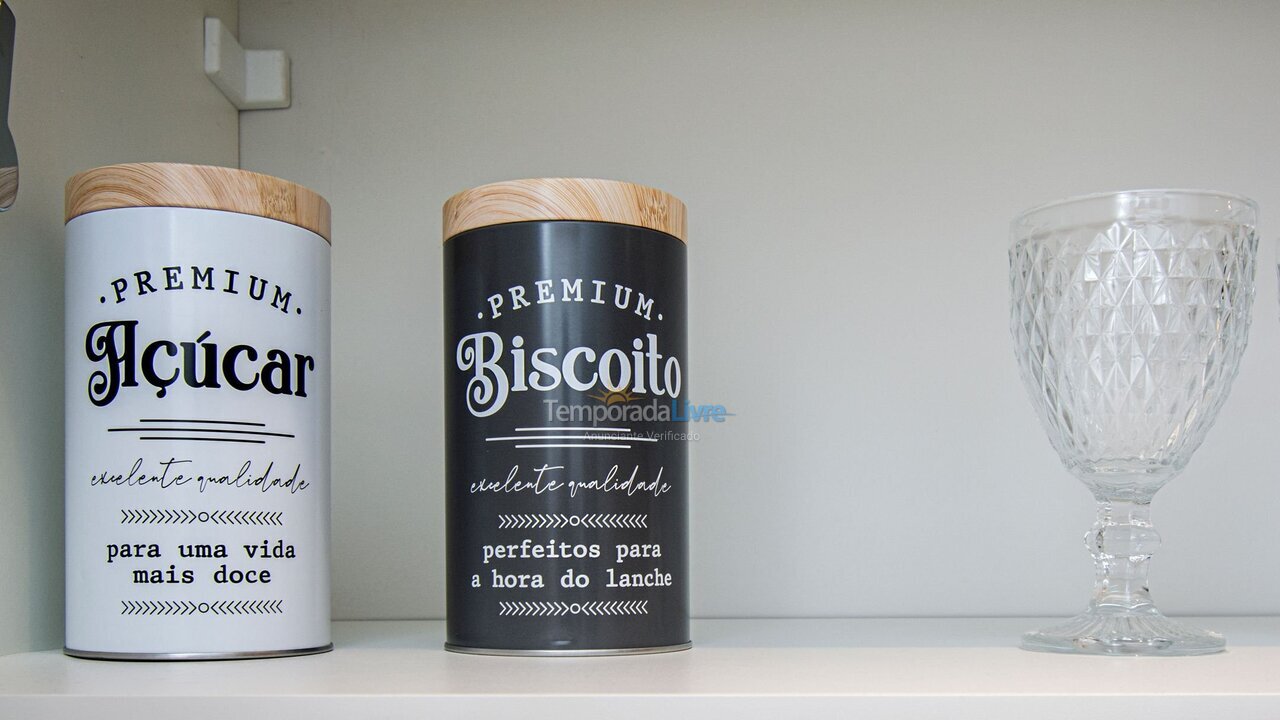 ·PREMIUM·
Açúcar
excelente qualidade
para uma vida
mais doce
·PREMIUM·
Biscoito
TemporadaLivre
Anunciante Verificado
excelente qualidade
perfeitos para
a hora do lanche